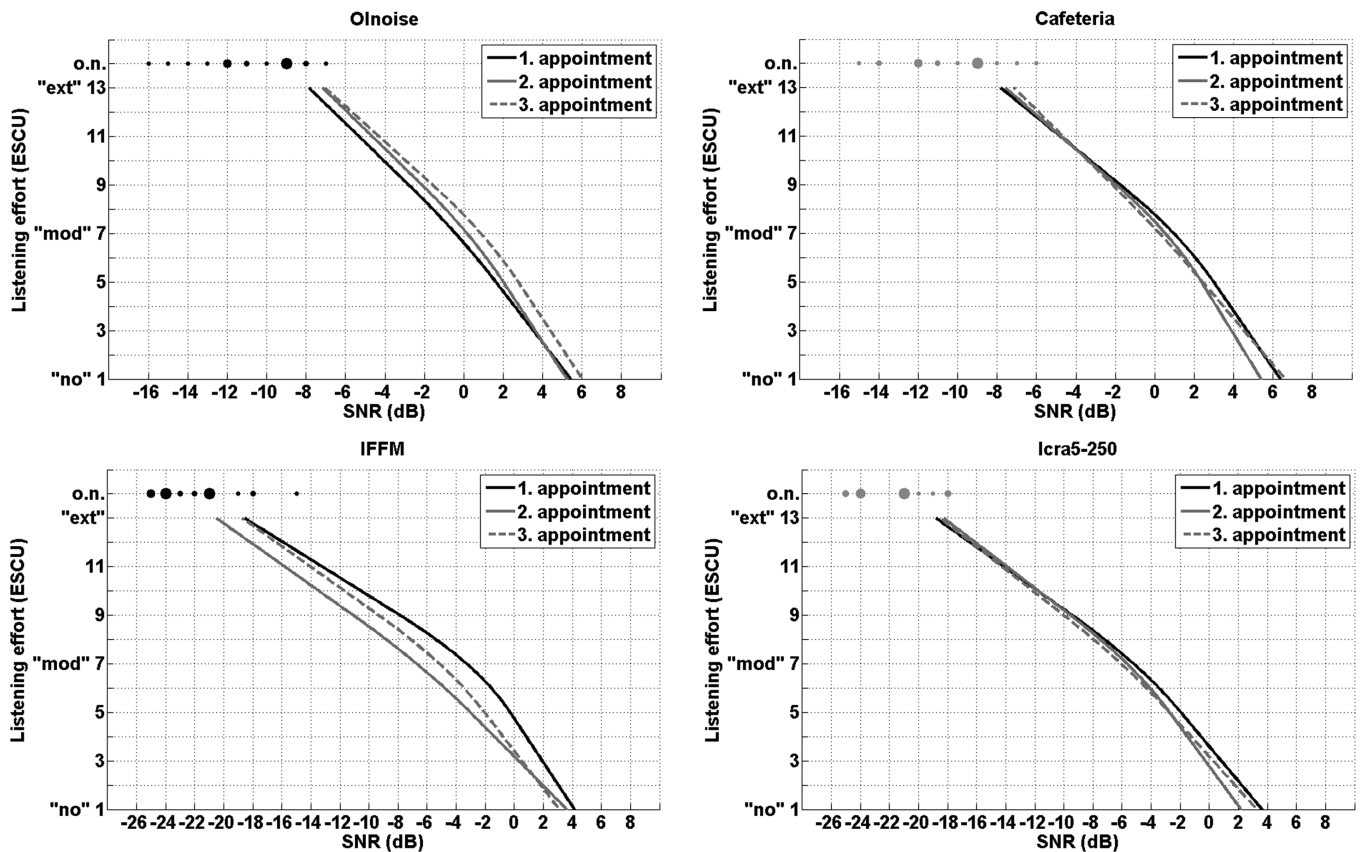 Olnoise
o.n.
"ext" 13
11
9
"mod" 7
5
3
"no" 1
Listening effort (ESCU)
-16 -14 -12 -10 -8 -6 -4 -2 0 2 4 6 8
SNR (dB)
1. appointment
2. appointment
3. appointment
Cafeteria
o.n.
"ext" 13
11
9
"mod" 7
5
3
"no" 1
Listening effort (ESCU)
-16 -14 -12 -10 -8 -6 -4 -2 0 2 4 6 8
SNR (dB)
1. appointment
2. appointment
3. appointment
IFFM
o.n.
"ext"
11
9
"mod" 7
5
3
"no" 1
Listening effort (ESCU)
-26 -24 -22 -20 -18 -16 -14 -12 -10 -8 -6 -4 -2 0 2 4 6 8
SNR (dB)
1. appointment
2. appointment
3. appointment
Icra5-250
o.n.
"ext" 13
11
9
"mod" 7
5
3
"no" 1
Listening effort (ESCU)
-26 -24 -22 -20 -18 -16 -14 -12 -10 -8 -6 -4 -2 0 2 4 6 8
SNR (dB)
1. appointment
2. appointment
3. appointment